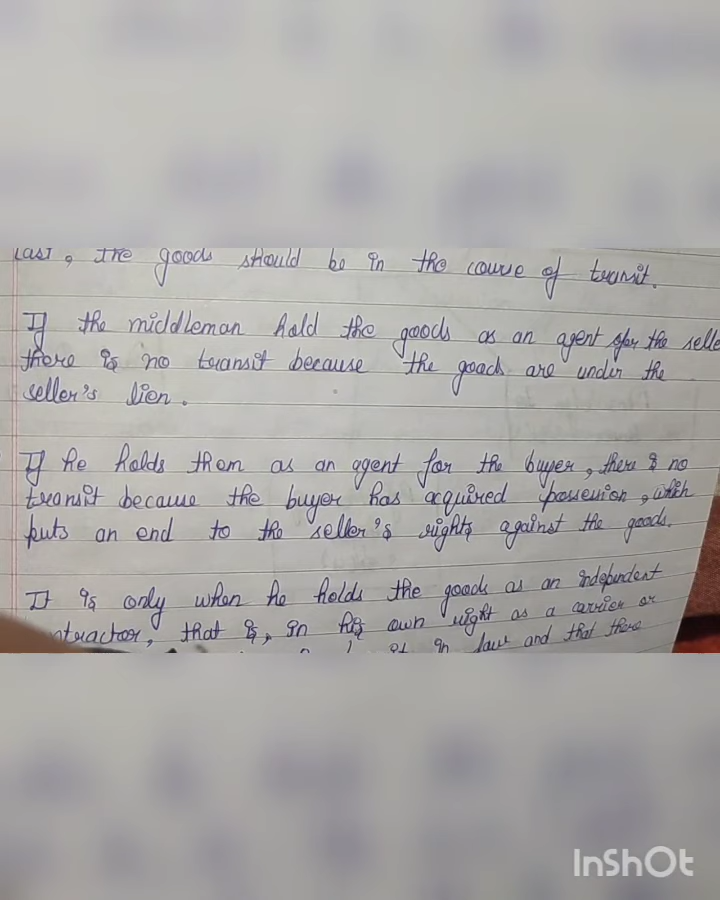 Last, the goods should be in the course of transit.
If the middleman hold the goods as an agent for the selle
there is no transit because the goods are under the
seller's lien.
If he holds them as an agent for the buyer, there is no
transit because the buyer has acquired possession, which
puts an end to the seller's rights against the goods.
It is only when he holds the goods as an independent
ntractor, that is, in his own right as a carrier or
in law and that there
InShOt